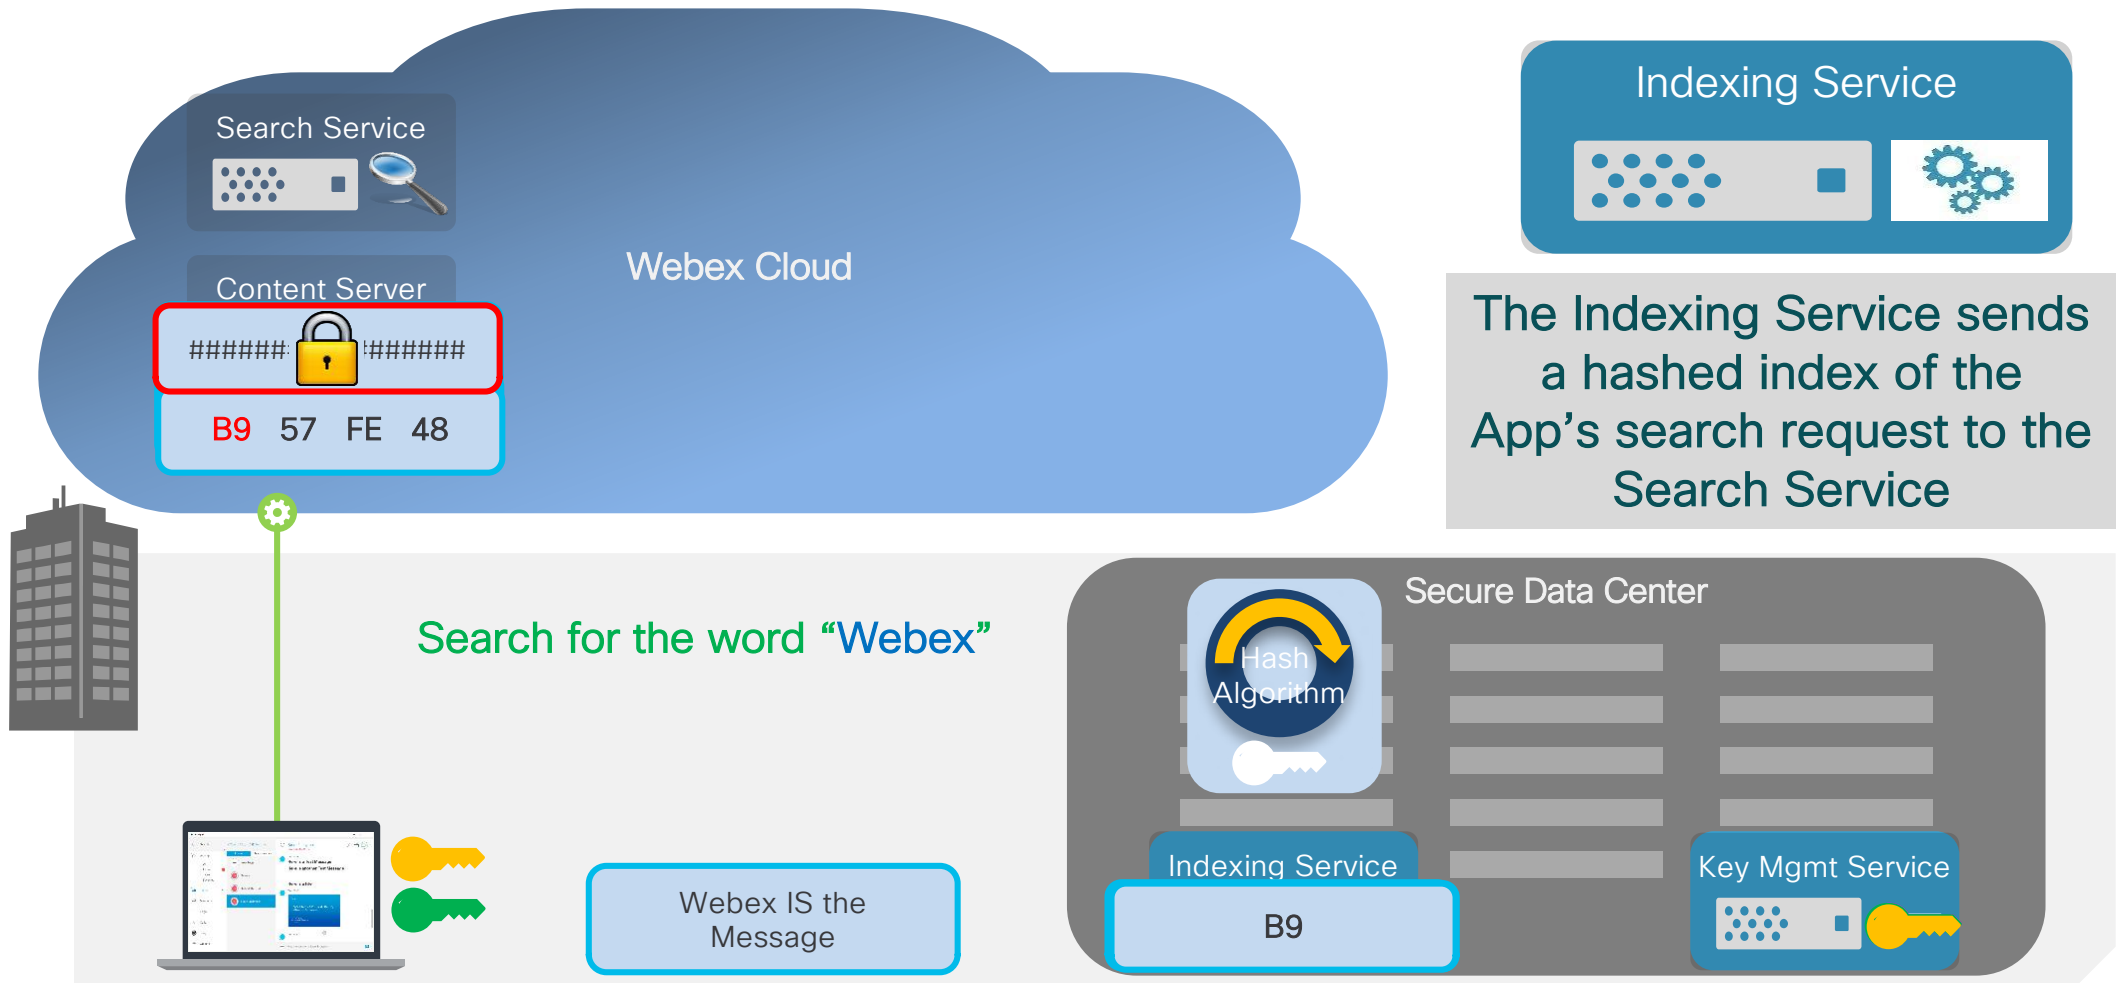 Search Service
Content Server
##############
B9 57 FE 48
Webex Cloud
Indexing Service
The Indexing Service sends
a hashed index of the
App's search request to the
Search Service
Search for the word “Webex”
Secure Data Center
Hash
Algorithm
Indexing Service
B9
Key Mgmt Service
Webex IS the
Message